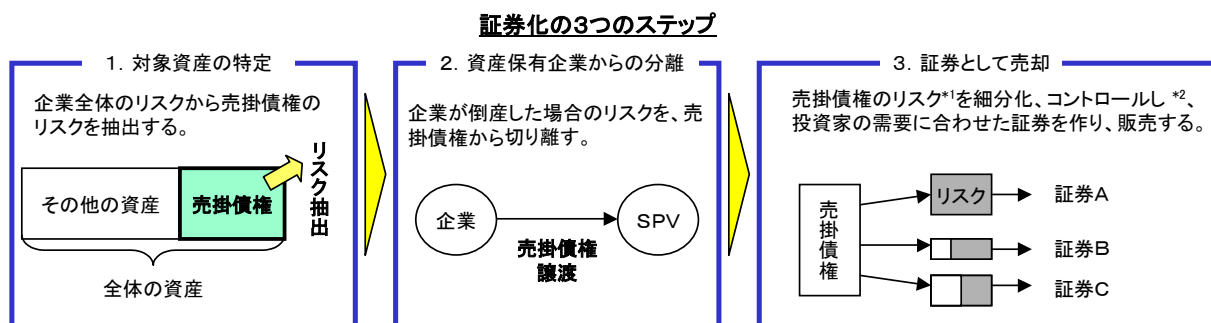 証券化の3つのステップ
1．対象資産の特定
企業全体のリスクから売掛債権の
リスクを抽出する。
リスク抽出
その他の資産
売掛債権
全体の資産
2．資産保有企業からの分離
企業が倒産した場合のリスクを、売
掛債権から切り離す。
企業
SPV
売掛債権
譲渡
3．証券として売却
売掛債権のリスク*1を細分化、コントロールし *2、
投資家の需要に合わせた証券を作り、販売する。
売掛債権
リスク
証券A
証券B
証券C